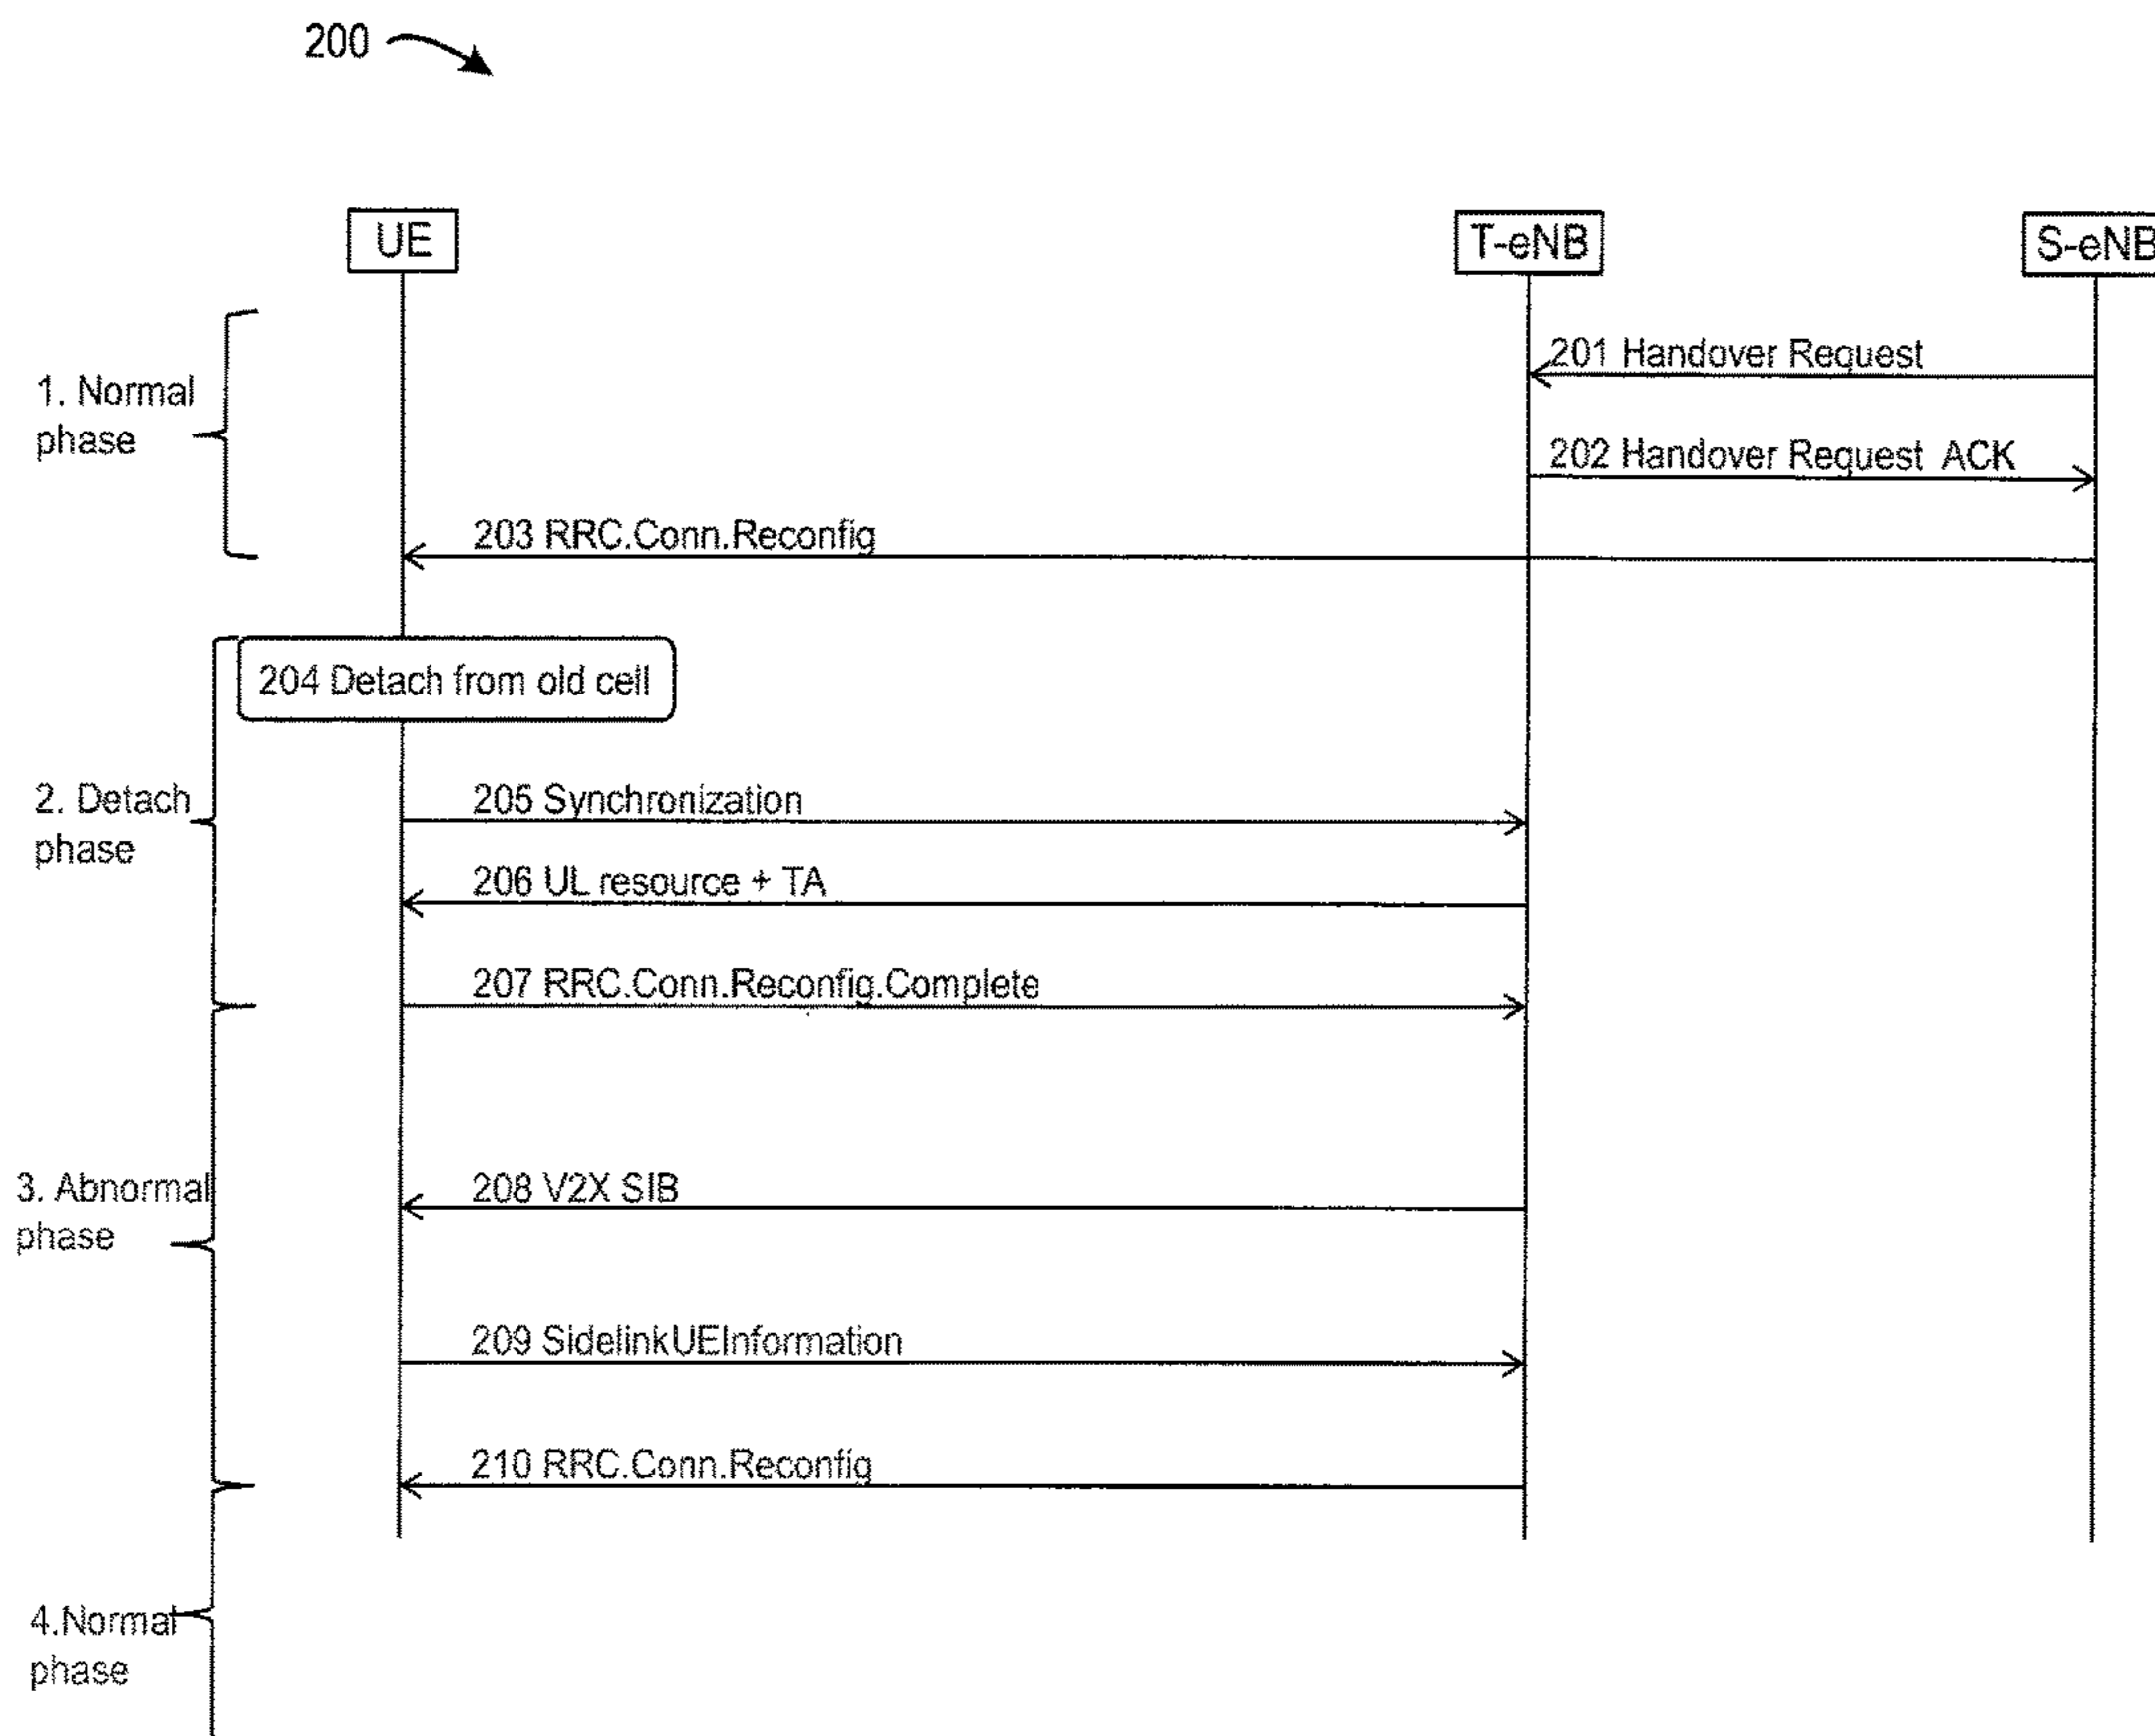 200
UE
T-eNB
S-eNB
201 Handover Request
1. Normal
phase
202 Handover Request ACK
203 RRC.Conn.Reconfig
204 Detach from old cell
2. Detach
phase
205 Synchronization
206 UL resource + TA
207 RRC.Conn.Reconfig.Complete
3. Abnormal
phase
208 V2X SIB
209 SidelinkUEInformation
210 RRC.Conn.Reconfig
4.Normal
phase